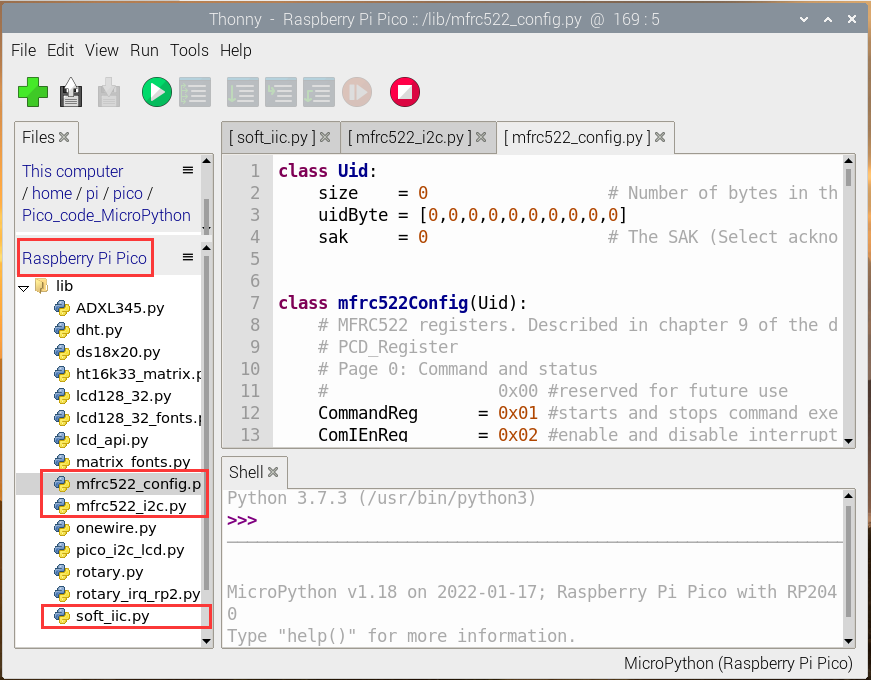 Thonny - Raspberry Pi Pico :: /lib/mfrc522_config.py @ 169 : 5
File Edit View Run Tools Help
Files
This computer
/ home / pi / pico /
Pico_code_MicroPython
Raspberry Pi Pico
lib
ADXL345.py
dht.py
ds18x20.py
ht16k33_matrix.p
lcd128_32.py
lcd128_32_fonts.p
lcd_api.py
matrix_fonts.py
mfrc522_config.p
mfrc522_i2c.py
onewire.py
pico_i2c_lcd.py
rotary.py
rotary_irq_rp2.py
soft_iic.py
[ soft_iic.py ] [ mfrc522_i2c.py ] [ mfrc522_config.py ]
1 class Uid:
2 size = 0 # Number of bytes in th
3 uidByte = [0,0,0,0,0,0,0,0,0,0]
4 sak = 0 # The SAK (Select ackno
5
6
7 class mfrc522Config(Uid):
8 # MFRC522 registers. Described in chapter 9 of the d
9 # PCD_Register
10 # Page 0: Command and status
11 # 0x00 #reserved for future use
12 CommandReg = 0x01 #starts and stops command exe
13 ComIEnReg = 0x02 #enable and disable interrupt
Shell
Python 3.7.3 (/usr/bin/python3)
>>>
MicroPython v1.18 on 2022-01-17; Raspberry Pi Pico with RP204
0
Type "help()" for more information.
MicroPython (Raspberry Pi Pico)